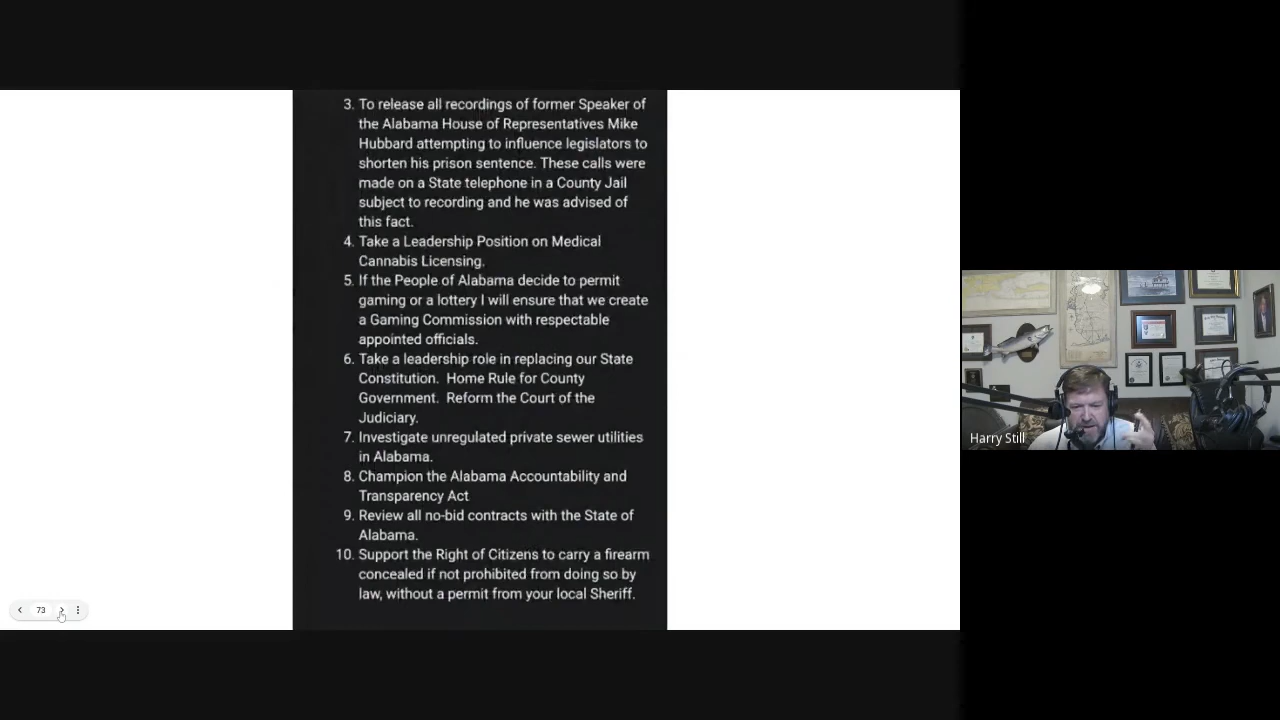 3. To release all recordings of former Speaker of
the Alabama House of Representatives Mike
Hubbard attempting to influence legislators to
shorten his prison sentence. These calls were
made on a State telephone in a County Jail
subject to recording and he was advised of
this fact.
4. Take a Leadership Position on Medical
Cannabis Licensing.
5. If the People of Alabama decide to permit
gaming or a lottery I will ensure that we create
a Gaming Commission with respectable
appointed officials.
6. Take a leadership role in replacing our State
Constitution. Home Rule for County
Government. Reform the Court of the
Judiciary.
7. Investigate unregulated private sewer utilities
in Alabama.
8. Champion the Alabama Accountability and
Transparency Act
9. Review all no-bid contracts with the State of
Alabama.
10. Support the Right of Citizens to carry a firearm
concealed if not prohibited from doing so by
law, without a permit from your local Sheriff.
73
Harry Still